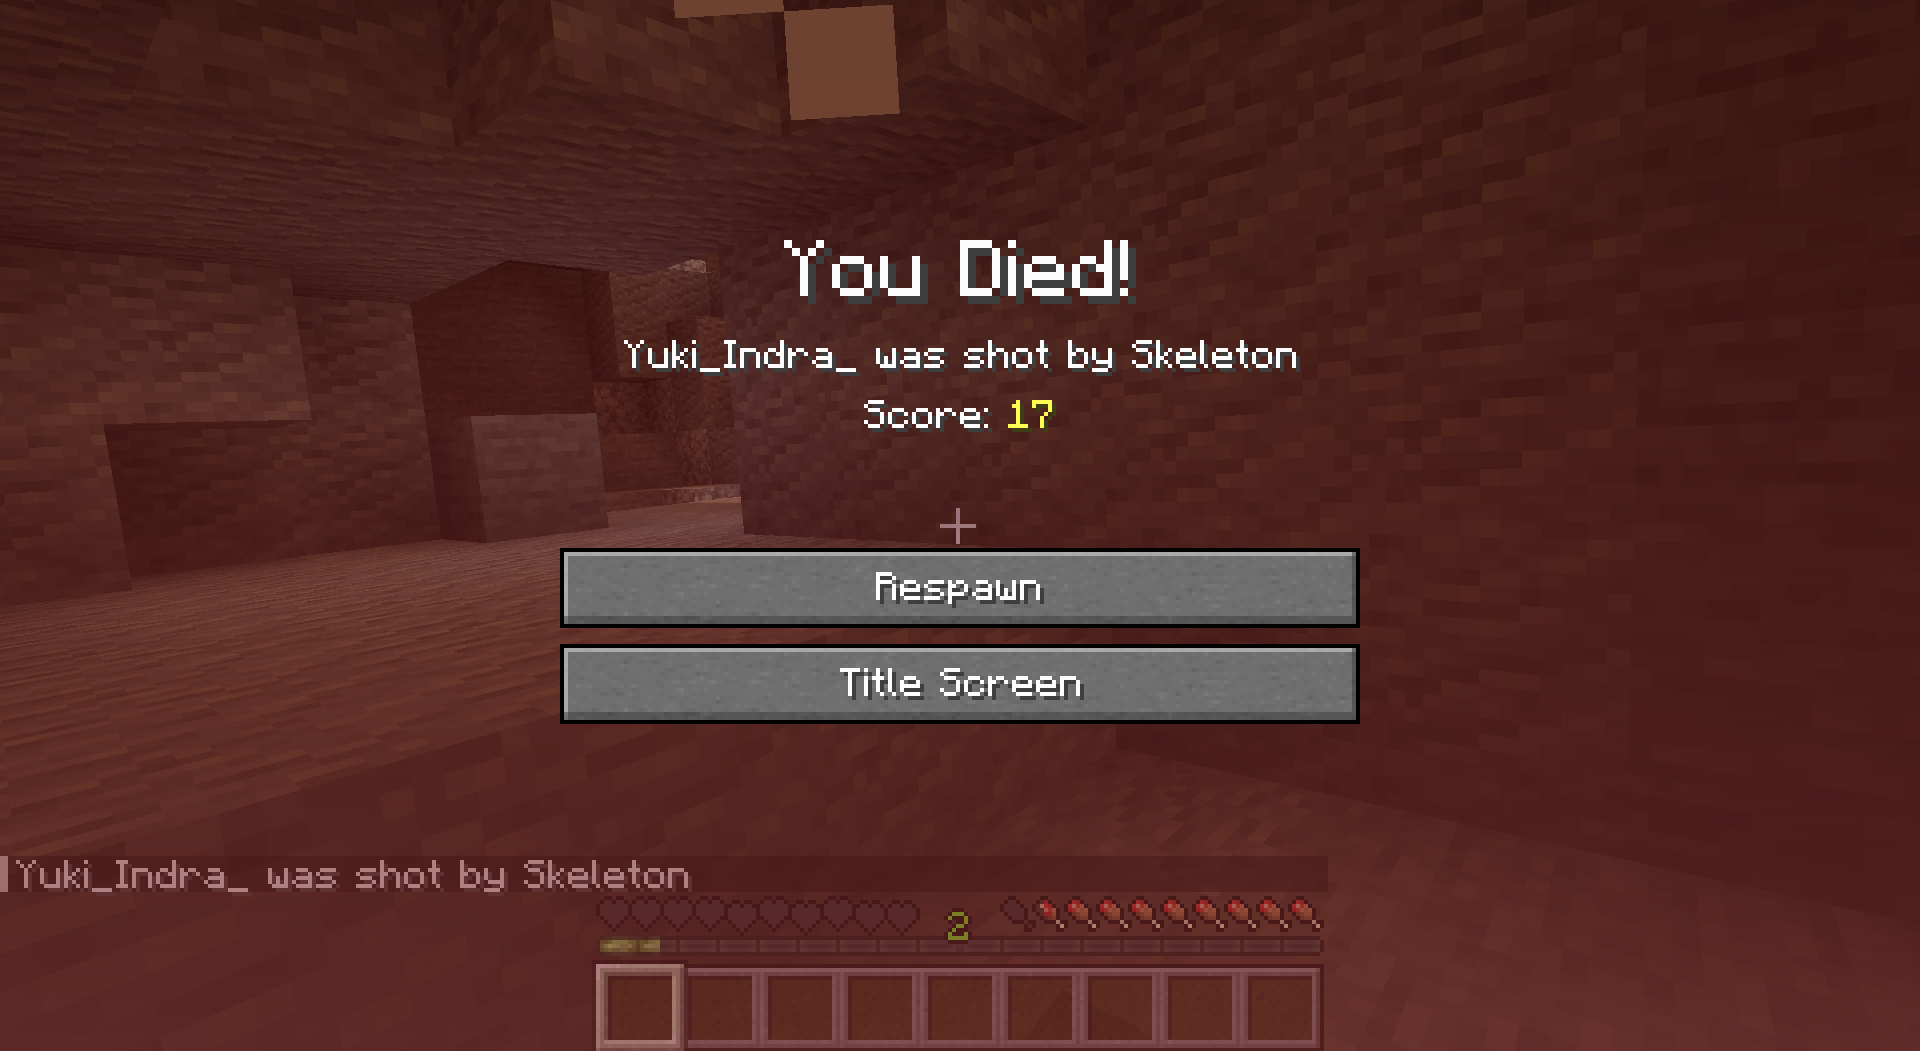 You Died!
Yuki_Indra_ was shot by Skeleton
Score: 17
Respawn
Title Screen
Yuki_Indra_ was shot by Skeleton
2